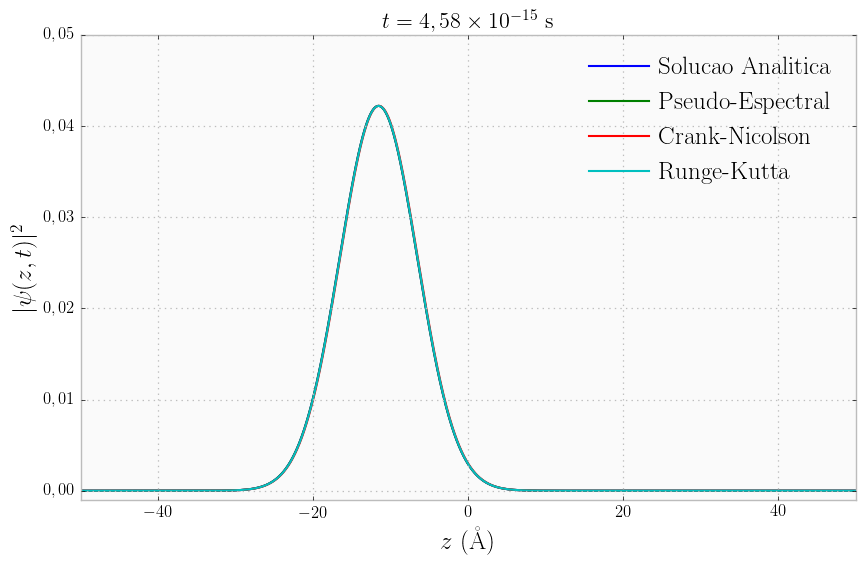 t = 4,58 × 10⁻¹⁵ s
0,05
0,04
0,03
0,02
0,01
0,00
|ψ(z, t)|²
Solucao Analitica
Pseudo-Espectral
Crank-Nicolson
Runge-Kutta
−40 −20 0 20 40
z (Å)